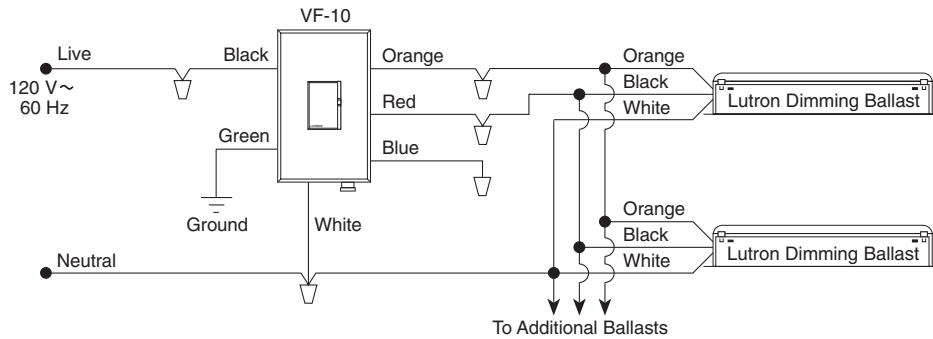 VF-10
Live
Black
Orange
Orange
120 V~
60 Hz
Black
Lutron Dimming Ballast
Red
White
Green
Blue
Ground
White
Orange
Black
Lutron Dimming Ballast
White
Neutral
To Additional Ballasts